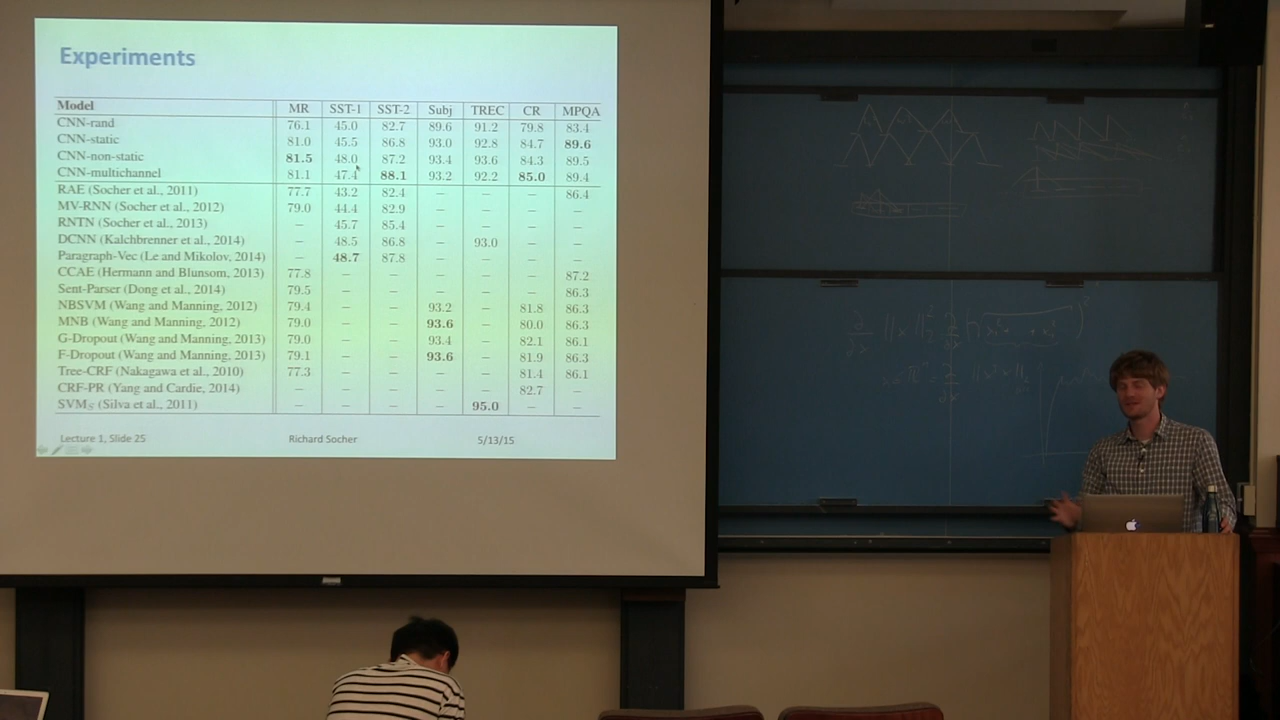 Experiments
Model MR SST-1 SST-2 Subj TREC CR MPQA
CNN-rand 76.1 45.0 82.7 89.6 91.2 79.8 83.4
CNN-static 81.0 45.5 86.8 93.0 92.8 84.7 89.6
CNN-non-static 81.5 48.0 87.2 93.4 93.6 84.3 89.5
CNN-multichannel 81.1 47.4 88.1 93.2 92.2 85.0 89.4
RAE (Socher et al., 2011) 77.7 43.2 82.4 – – – 86.4
MV-RNN (Socher et al., 2012) 79.0 44.4 82.9 – – – –
RNTN (Socher et al., 2013) – 45.7 85.4 – – – –
DCNN (Kalchbrenner et al., 2014) – 48.5 86.8 – 93.0 – –
Paragraph-Vec (Le and Mikolov, 2014) – 48.7 87.8 – – – –
CCAE (Hermann and Blunsom, 2013) 77.8 – – – – – 87.2
Sent-Parser (Dong et al., 2014) 79.5 – – – – – 86.3
NBSVM (Wang and Manning, 2012) 79.4 – – 93.2 – 81.8 86.3
MNB (Wang and Manning, 2012) 79.0 – – 93.6 – 80.0 86.3
G-Dropout (Wang and Manning, 2013) 79.0 – – 93.4 – 82.1 86.1
F-Dropout (Wang and Manning, 2013) 79.1 – – 93.6 – 81.9 86.3
Tree-CRF (Nakagawa et al., 2010) 77.3 – – – – 81.4 86.1
CRF-PR (Yang and Cardie, 2014) – – – – – 82.7 –
SVMS (Silva et al., 2011) – – – – 95.0 – –
Lecture 1, Slide 25 Richard Socher 5/13/15